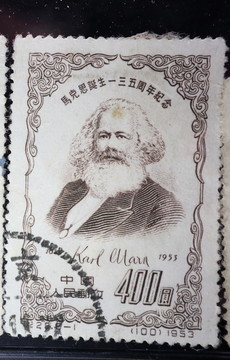 馬克思誕生一三五周年紀念
Karl Marx 1953
中國
人民郵政
400圓
(100) 1953